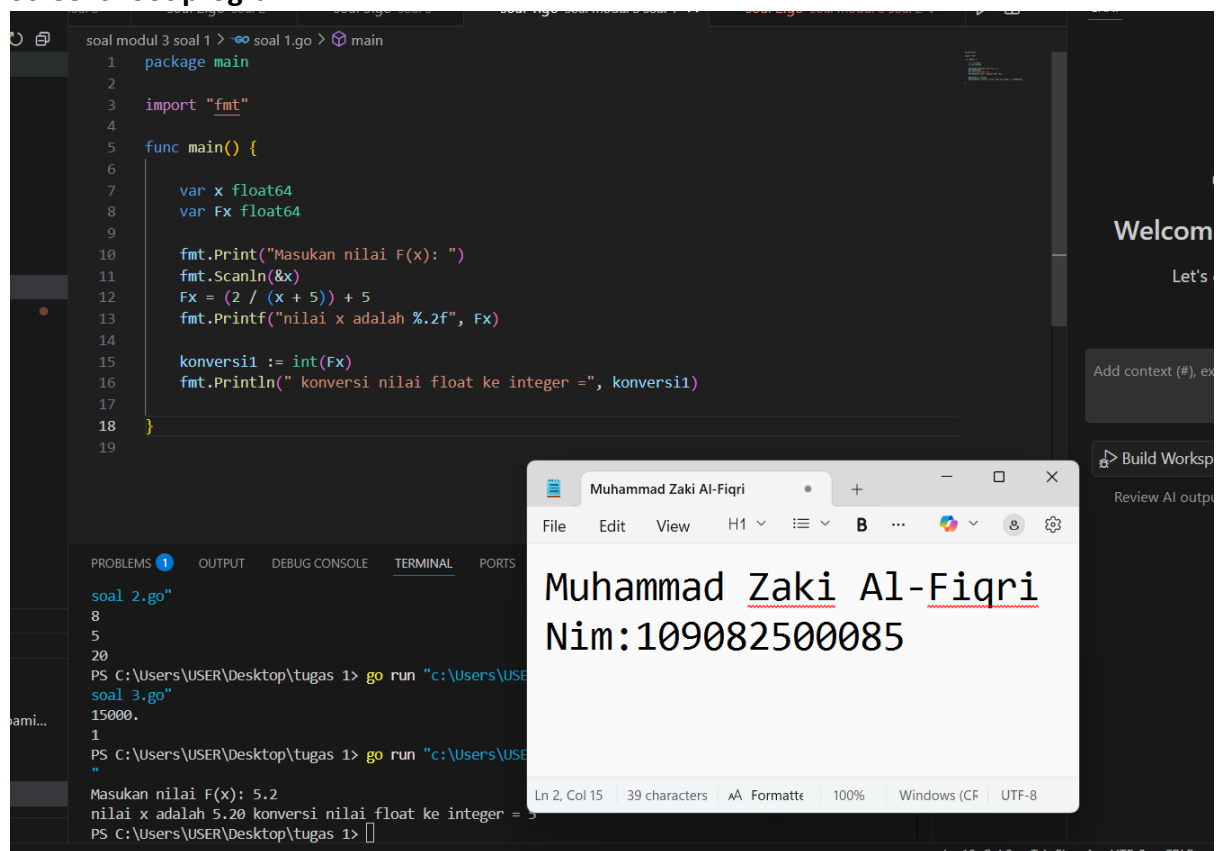 soal modul 3 soal 1 > soal 1.go > main
1 package main
2
3 import "fmt"
4
5 func main() {
6
7 var x float64
8 var Fx float64
9
10 fmt.Print("Masukan nilai F(x): ")
11 fmt.Scanln(&x)
12 Fx = (2 / (x + 5)) + 5
13 fmt.Printf("nilai x adalah %.2f", Fx)
14
15 konversi1 := int(Fx)
16 fmt.Println(" konversi nilai float ke integer =", konversi1)
17
18 }
19
Welcom
Let's
Add context (#), ex
Build Worksp
Review AI outpu
Muhammad Zaki Al-Fiqri
File Edit View H1 B ...
Muhammad Zaki Al-Fiqri
Nim:109082500085
Ln 2, Col 15 39 characters Formatte 100% Windows (CF UTF-8
PROBLEMS 1 OUTPUT DEBUG CONSOLE TERMINAL PORTS
soal 2.go"
8
5
20
PS C:\Users\USER\Desktop\tugas 1> go run "c:\Users\USE
soal 3.go"
15000.
1
PS C:\Users\USER\Desktop\tugas 1> go run "c:\Users\USE
"
Masukan nilai F(x): 5.2
nilai x adalah 5.20 konversi nilai float ke integer = 5
PS C:\Users\USER\Desktop\tugas 1>